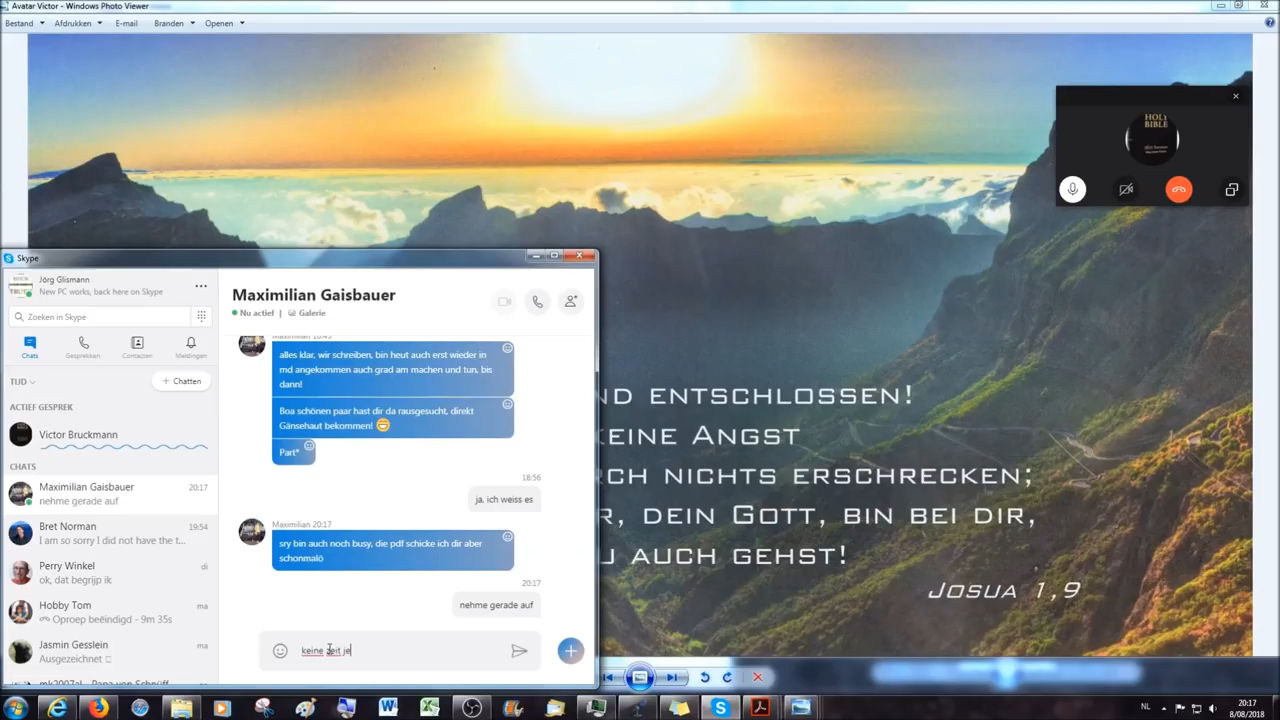 Avatar Victor - Windows Photo Viewer
Bestand
Afdrukken
E-mail
Branden
Openen
HOLY
BIBLE
Skype
Jörg Glismann
New PC works, back here on Skype
Zoeken in Skype
Chats
Gesprekken
Contacten
Meldingen
TIJD
Chatten
ACTIEF GESPREK
Victor Bruckmann
CHATS
Maximilian Gaisbauer
20:17
nehme gerade auf
Bret Norman
19:54
I am so sorry I did not have the t...
Perry Winkel
di
ok, dat begrijp ik
Hobby Tom
ma
Oproep beëindigd - 9m 35s
Jasmin Gesslein
ma
Ausgezeichnet
Maximilian Gaisbauer
Nu actief | Galerie
alles klar, wir schreiben, bin heut auch erst wieder in
md angekommen auch grad am machen und tun, bis
dann!
Boa schönen paar hast dir da rausgesucht, direkt
Gänsehaut bekommen!
Part*
18:56
ja, ich weiss es
Maximilian 20:17
sry bin auch noch busy, die pdf schicke ich dir aber
schonmalö
20:17
nehme gerade auf
keine zeit je
ND ENTSCHLOSSEN!
KEINE ANGST
RCH NICHTS ERSCHRECKEN;
R, DEIN GOTT, BIN BEI DIR,
U AUCH GEHST!
Josua 1,9
NL
20:17
8/08/2018